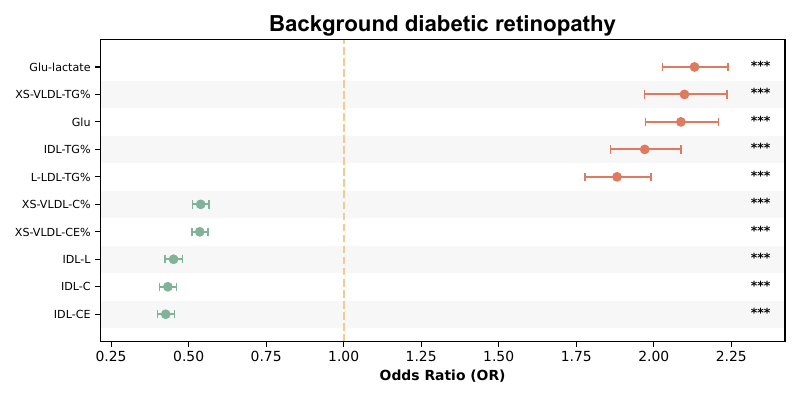 Background diabetic retinopathy
Glu-lactate ***
XS-VLDL-TG% ***
Glu ***
IDL-TG% ***
L-LDL-TG% ***
XS-VLDL-C% ***
XS-VLDL-CE% ***
IDL-L ***
IDL-C ***
IDL-CE ***
0.25 0.50 0.75 1.00 1.25 1.50 1.75 2.00 2.25
Odds Ratio (OR)